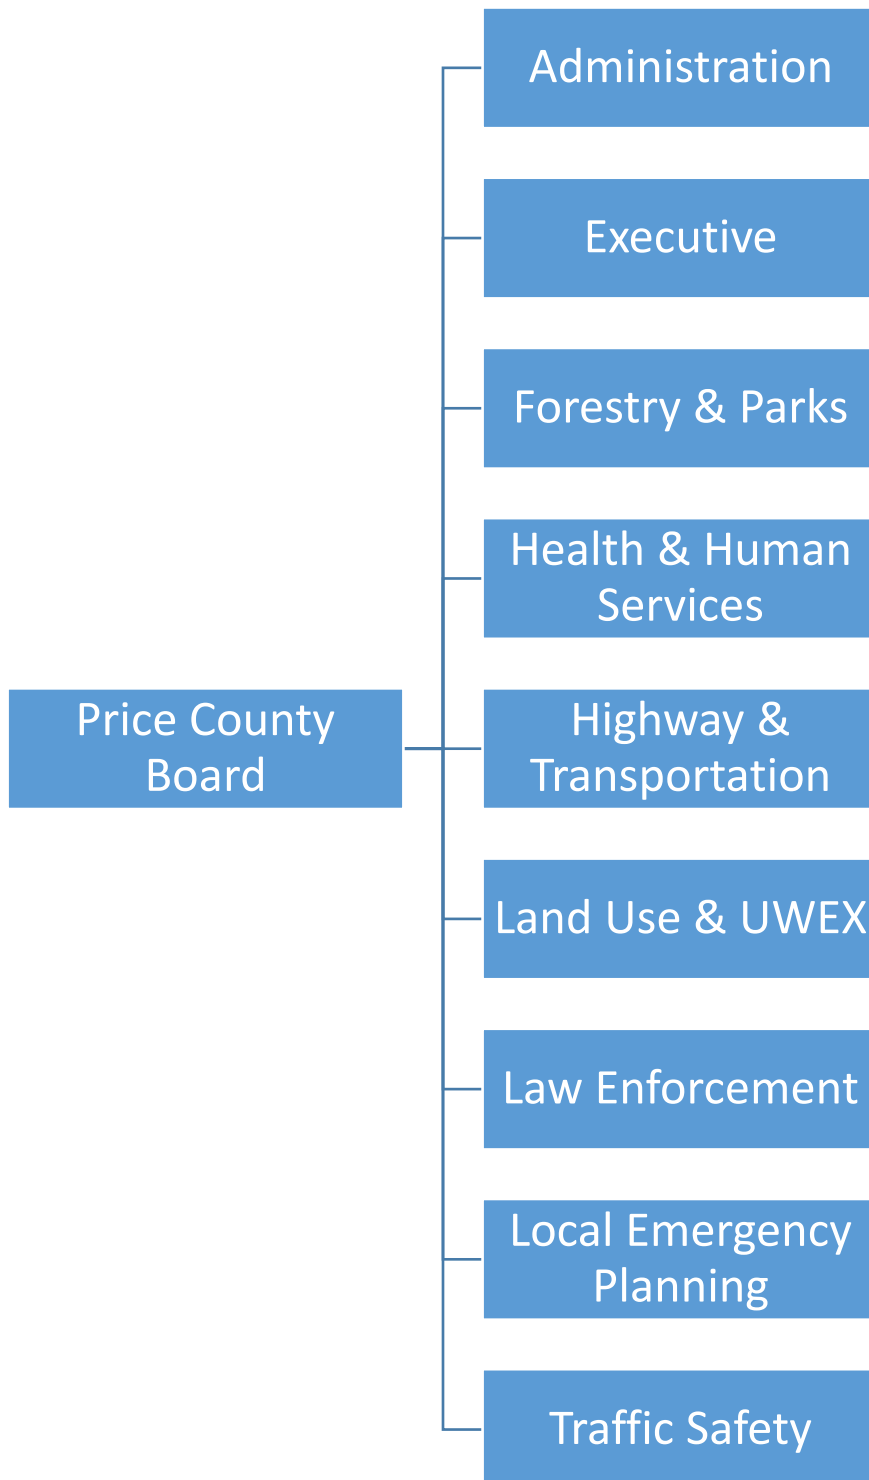 Administration
Executive
Forestry & Parks
Health & Human
Services
Price County
Board
Highway &
Transportation
Land Use & UWEX
Law Enforcement
Local Emergency
Planning
Traffic Safety